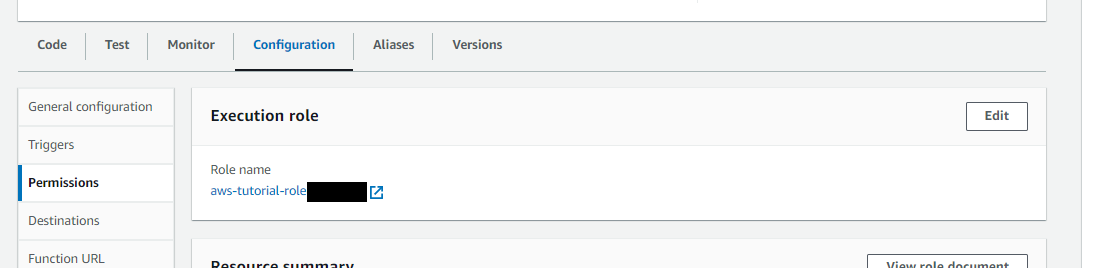 Code Test Monitor Configuration Aliases Versions
General configuration
Triggers
Permissions
Destinations
Function URL
Execution role Edit
Role name
aws-tutorial-role
Resource summary View role document